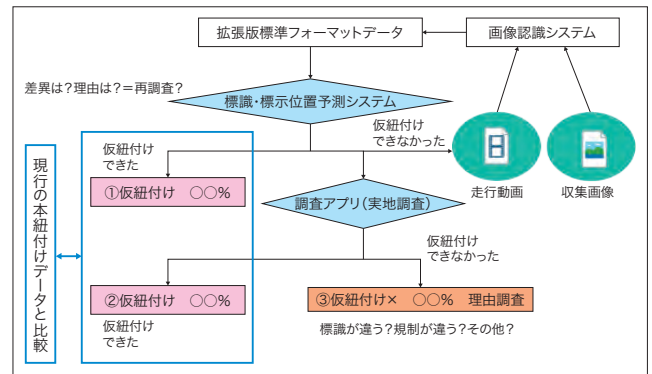 拡張版標準フォーマットデータ
画像認識システム
差異は?理由は?=再調査?
標識・標示位置予測システム
仮紐付け
できた
仮紐付け
できなかった
①仮紐付け ○○%
走行動画
収集画像
調査アプリ(実地調査)
現行の本紐付けデータと比較
仮紐付け
できなかった
②仮紐付け ○○%
③仮紐付け× ○○% 理由調査
仮紐付け
できた
標識が違う?規制が違う?その他?